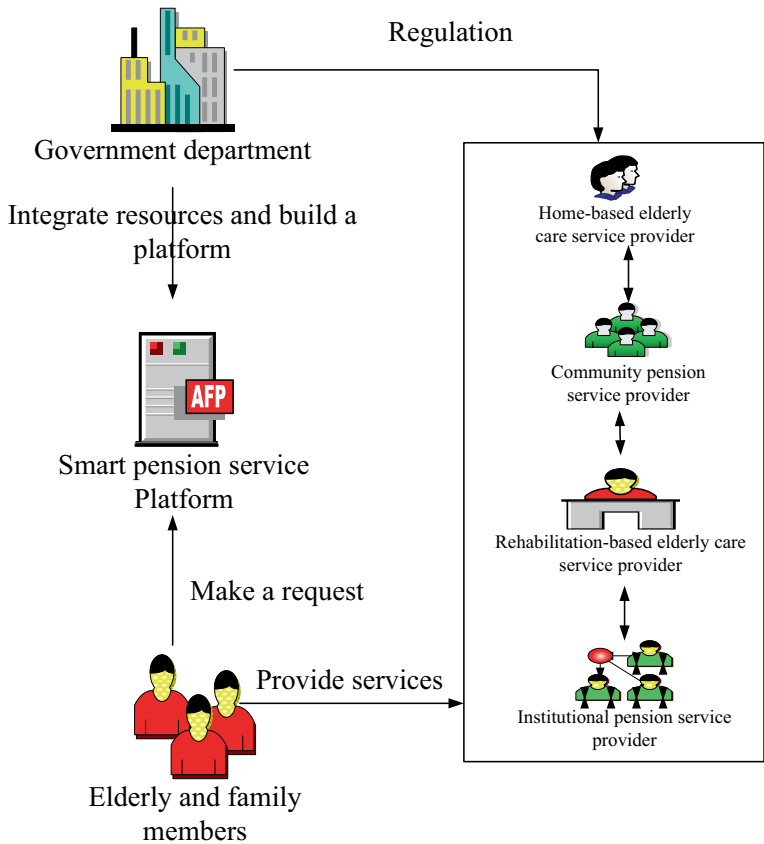 Regulation
Government department
Integrate resources and build a
platform
AFP
Smart pension service
Platform
Make a request
Provide services
Elderly and family
members
Home-based elderly
care service provider
Community pension
service provider
Rehabilitation-based elderly care
service provider
Institutional pension service
provider